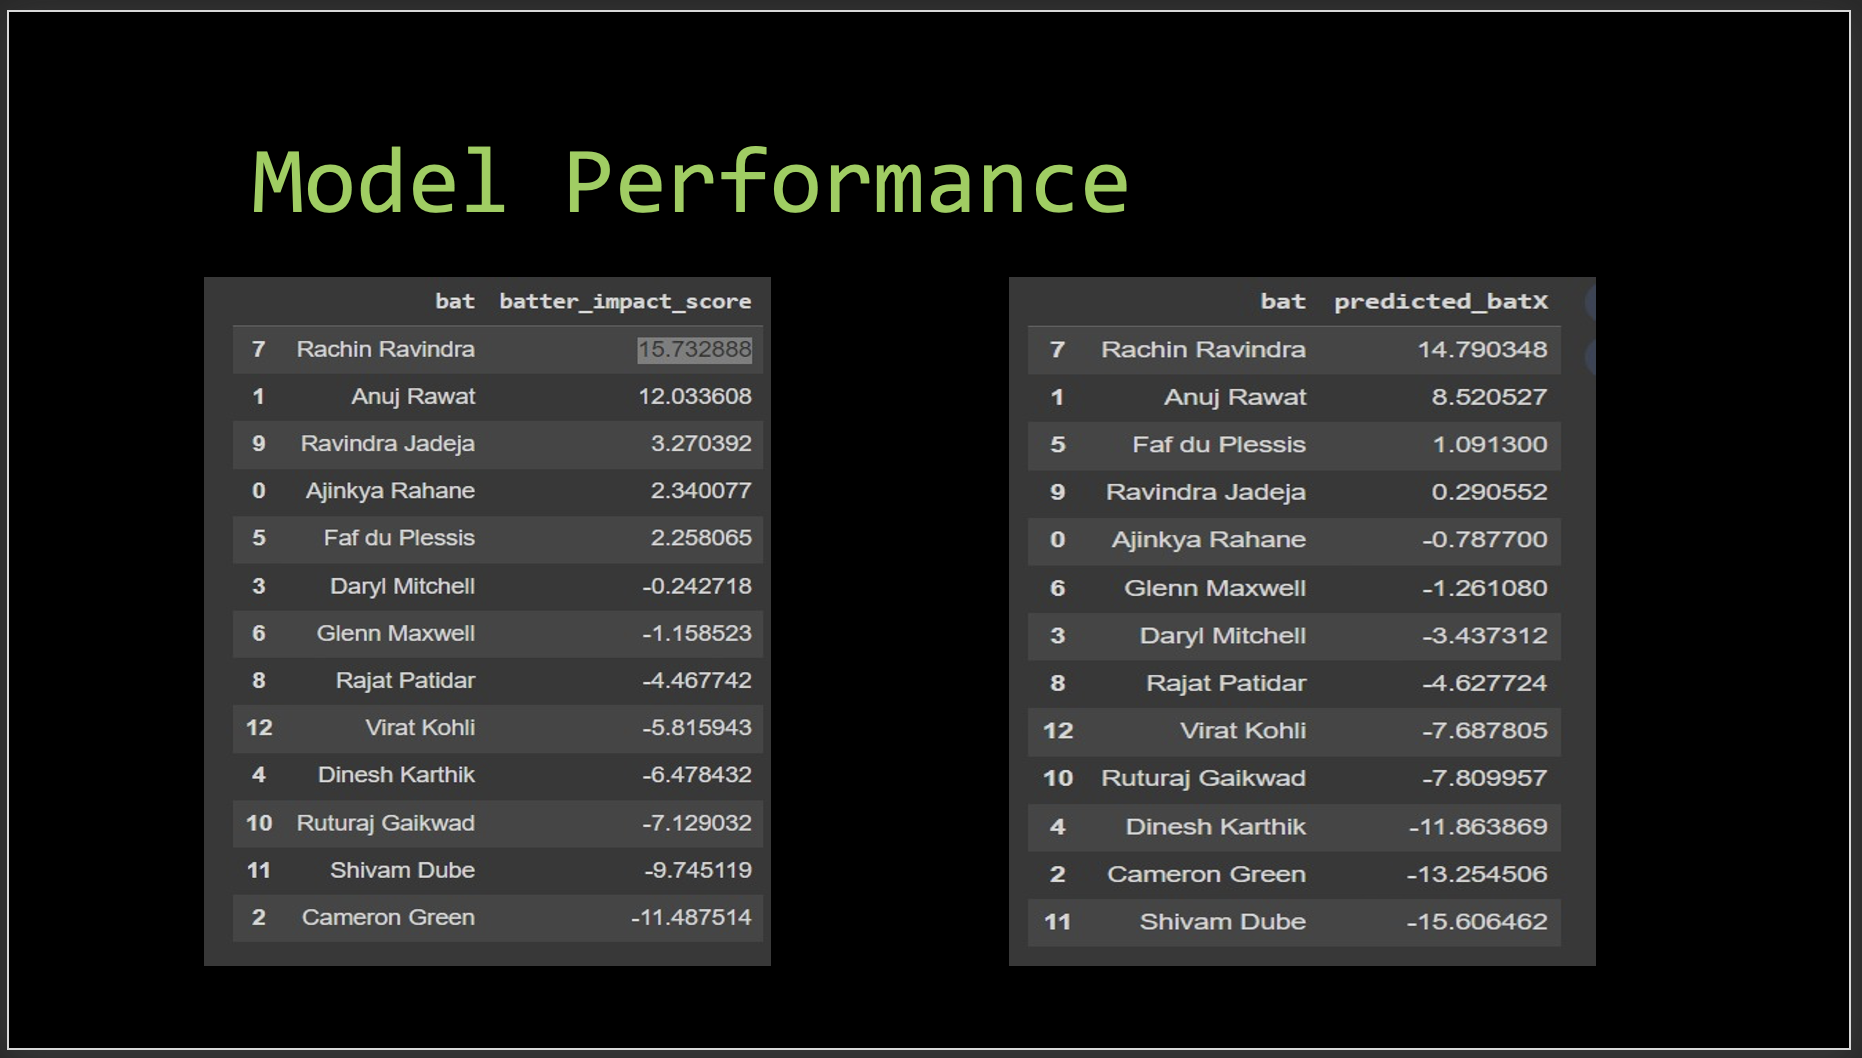 Model Performance
bat batter_impact_score
7 Rachin Ravindra 15.732888
1 Anuj Rawat 12.033608
9 Ravindra Jadeja 3.270392
0 Ajinkya Rahane 2.340077
5 Faf du Plessis 2.258065
3 Daryl Mitchell -0.242718
6 Glenn Maxwell -1.158523
8 Rajat Patidar -4.467742
12 Virat Kohli -5.815943
4 Dinesh Karthik -6.478432
10 Ruturaj Gaikwad -7.129032
11 Shivam Dube -9.745119
2 Cameron Green -11.487514
bat predicted_batX
7 Rachin Ravindra 14.790348
1 Anuj Rawat 8.520527
5 Faf du Plessis 1.091300
9 Ravindra Jadeja 0.290552
0 Ajinkya Rahane -0.787700
6 Glenn Maxwell -1.261080
3 Daryl Mitchell -3.437312
8 Rajat Patidar -4.627724
12 Virat Kohli -7.687805
10 Ruturaj Gaikwad -7.809957
4 Dinesh Karthik -11.863869
2 Cameron Green -13.254506
11 Shivam Dube -15.606462